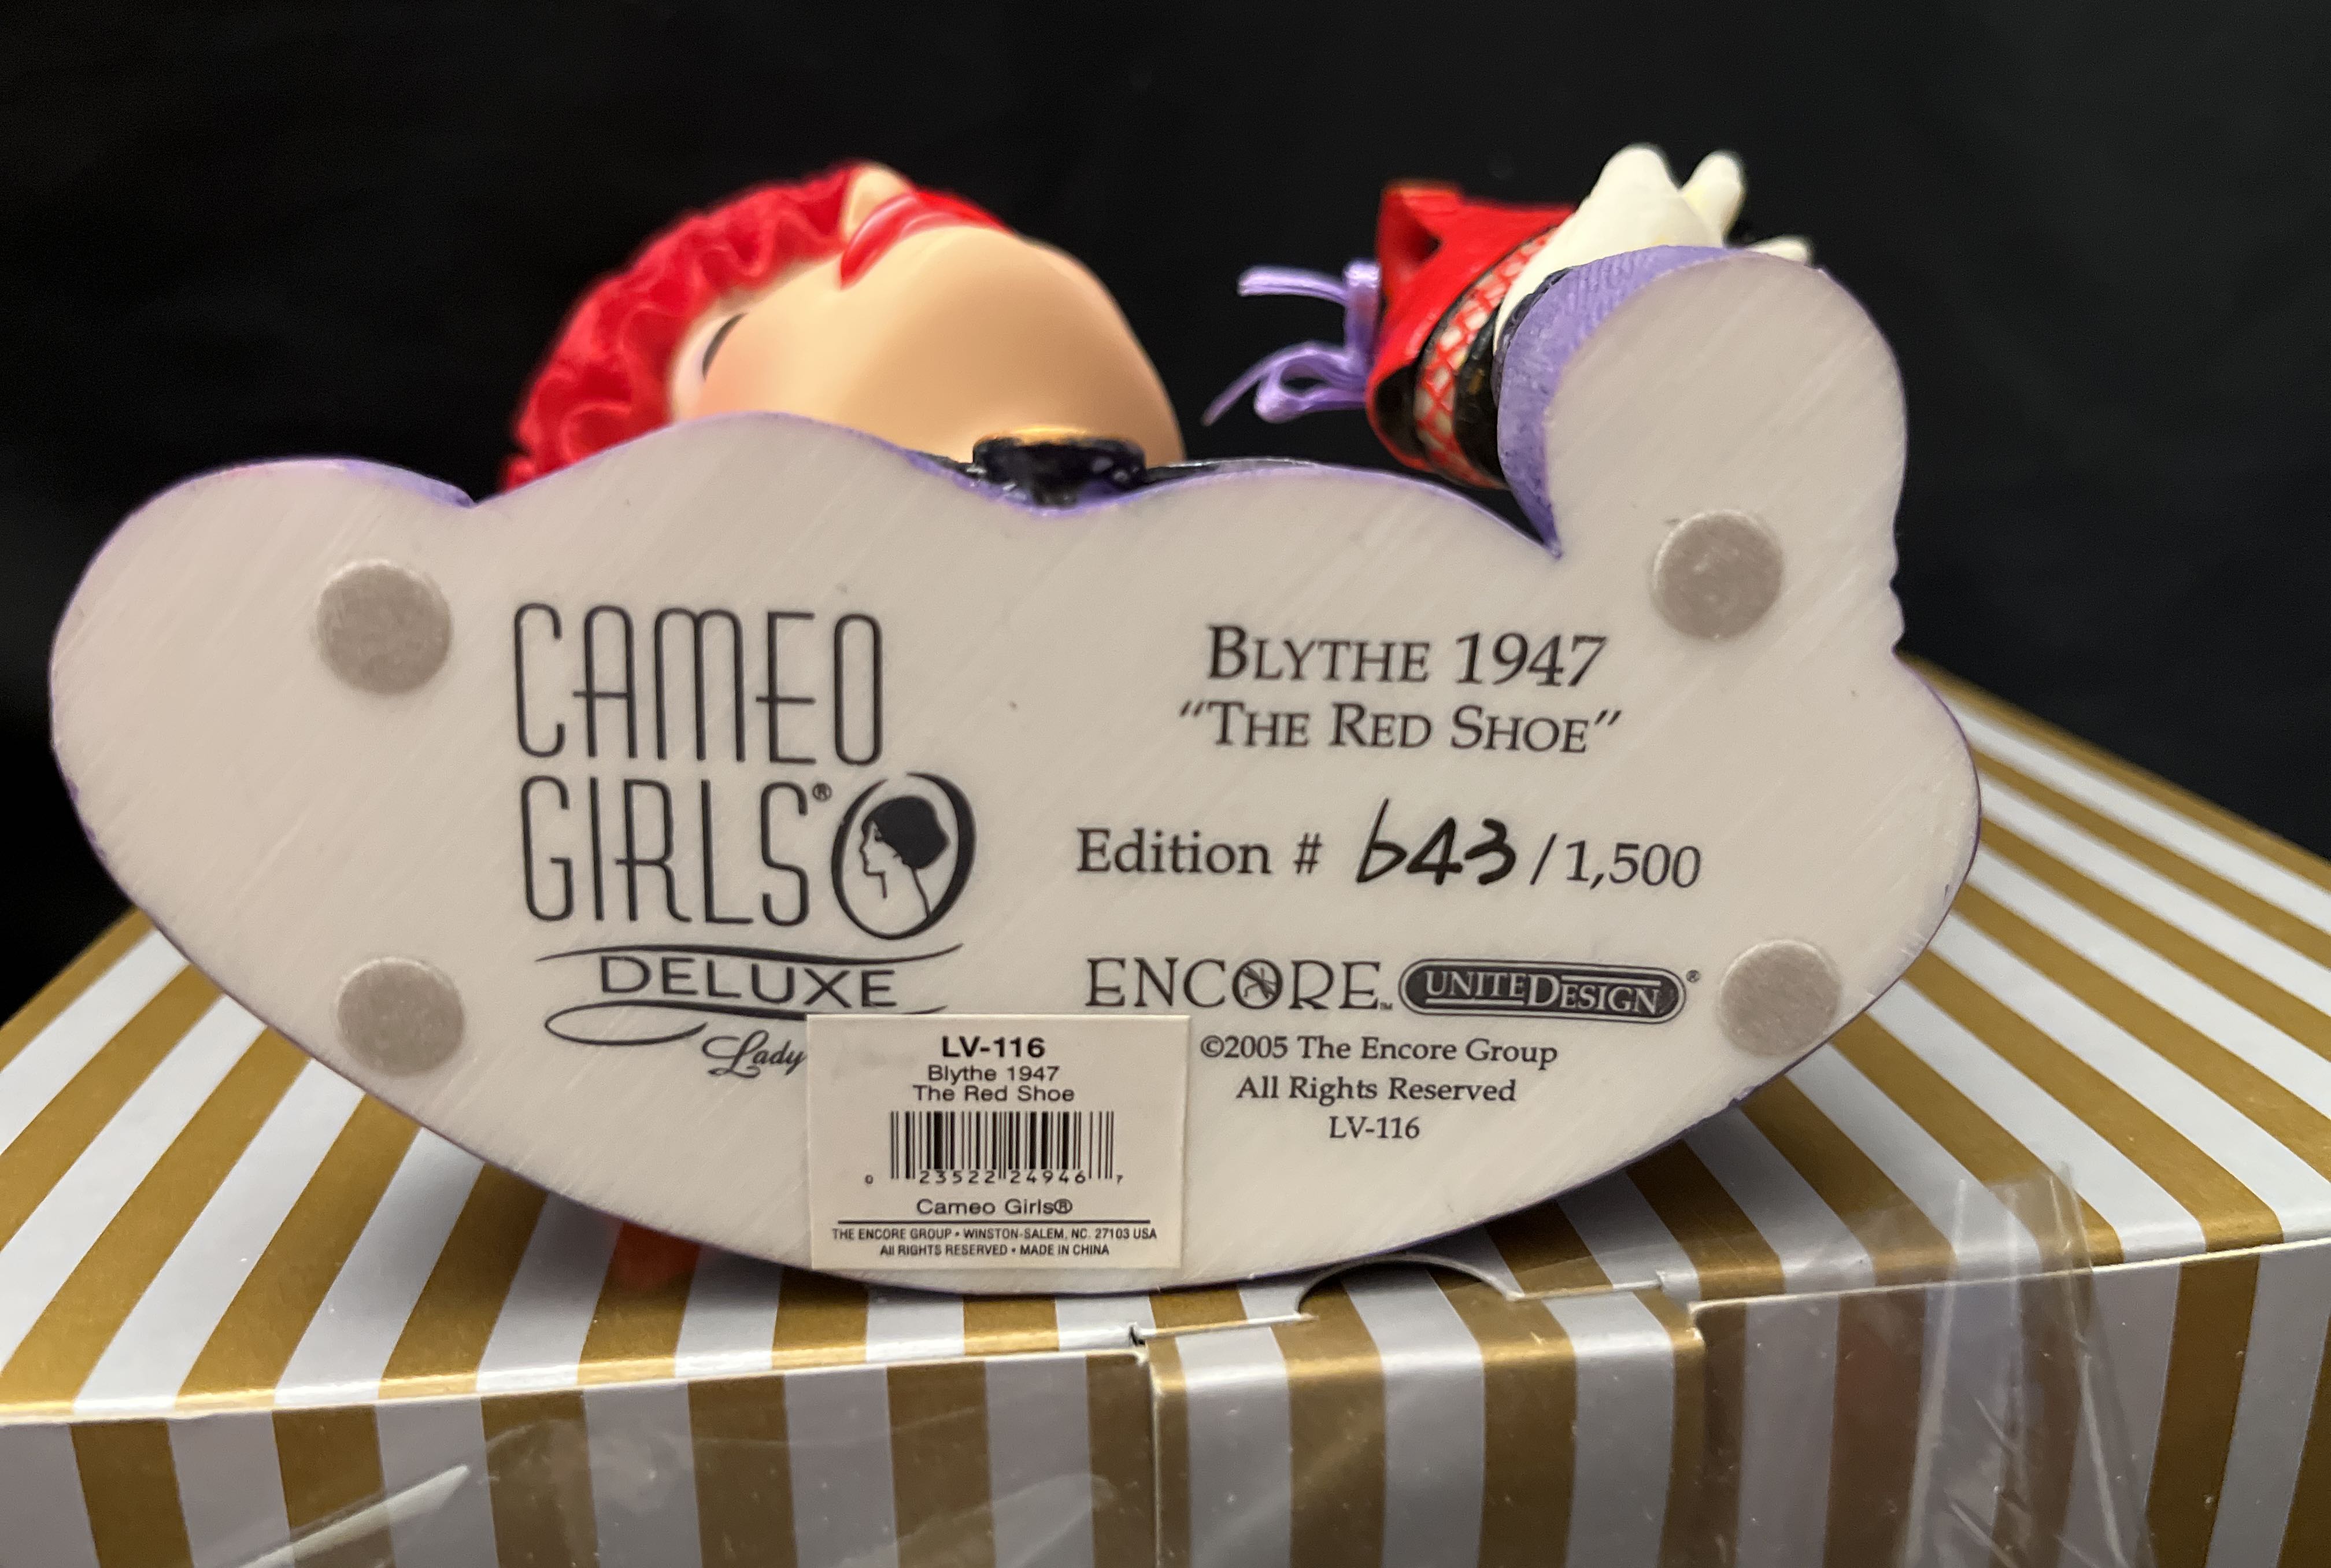 CAMEO
GIRLS®
DELUXE
Lady
BLYTHE 1947
“THE RED SHOE”
Edition # 643 / 1,500
ENCORE™ UNITEDESIGN®
©2005 The Encore Group
All Rights Reserved
LV-116
LV-116
Blythe 1947
The Red Shoe
0 23522 24946 7
Cameo Girls®
THE ENCORE GROUP • WINSTON-SALEM, NC. 27103 USA
All RIGHTS RESERVED • MADE IN CHINA